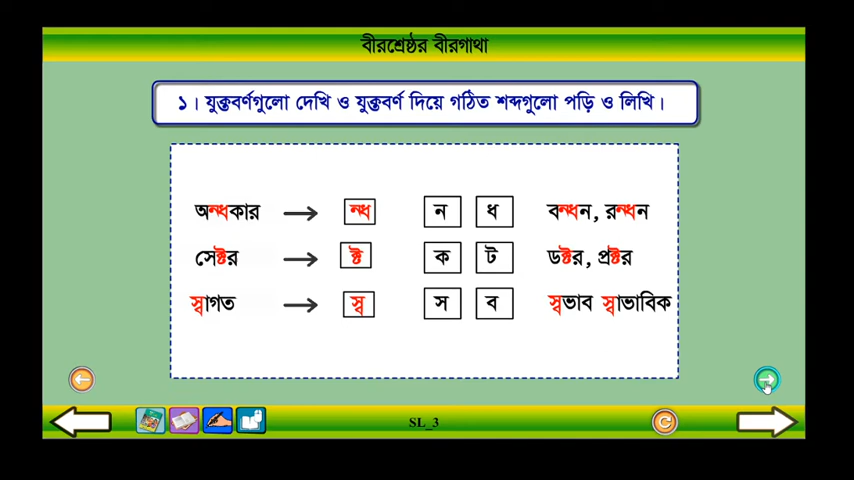 বীরশ্রেষ্ঠর বীরগাথা
১। যুক্তবর্ণগুলো দেখি ও যুক্তবর্ণ দিয়ে গঠিত শব্দগুলো পড়ি ও লিখি।
অন্ধকার → ন্ধ ন ধ বন্ধন, রন্ধন
সেক্টর → ক্ট ক ট ডক্টর, প্রক্টর
স্বাগত → স্ব স ব স্বভাব স্বাভাবিক
SL_3